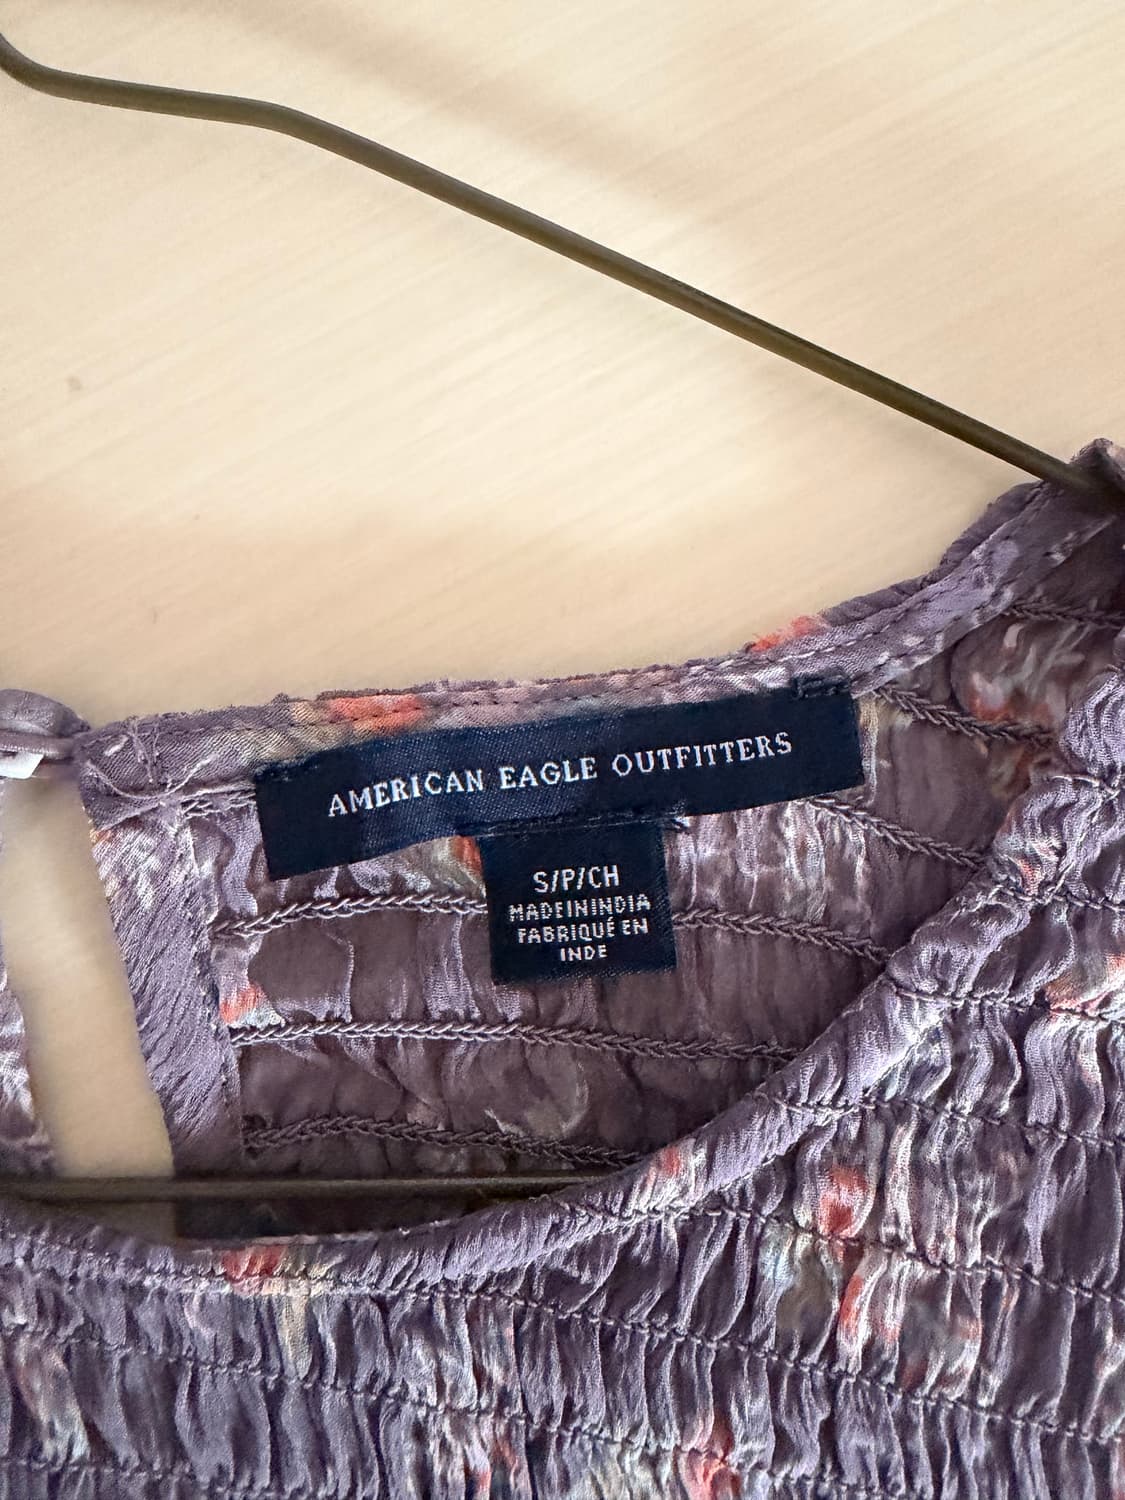 AMERICAN EAGLE OUTFITTERS
S/P/CH
MADEININDIA
FABRIQUÉ EN
INDE